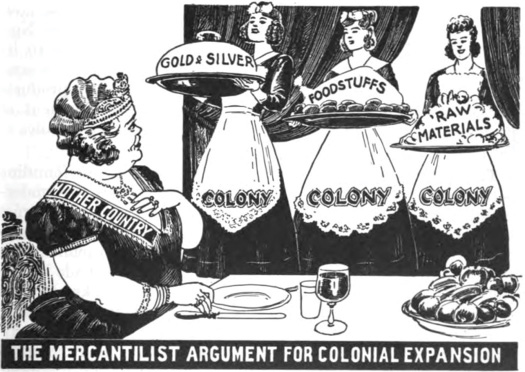 GOLD & SILVER
FOODSTUFFS
RAW
MATERIALS
COLONY
COLONY
COLONY
MOTHER COUNTRY
THE MERCANTILIST ARGUMENT FOR COLONIAL EXPANSION